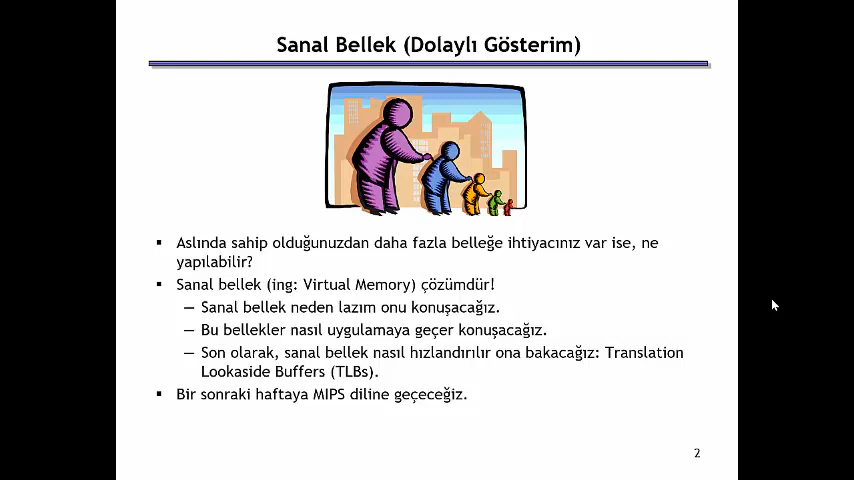 Sanal Bellek (Dolaylı Gösterim)
▪ Aslında sahip olduğunuzdan daha fazla belleğe ihtiyacınız var ise, ne
yapılabilir?
▪ Sanal bellek (ing: Virtual Memory) çözümdür!
— Sanal bellek neden lazım onu konuşacağız.
— Bu bellekler nasıl uygulamaya geçer konuşacağız.
— Son olarak, sanal bellek nasıl hızlandırılır ona bakacağız: Translation
Lookaside Buffers (TLBs).
▪ Bir sonraki haftaya MIPS diline geçeceğiz.
2